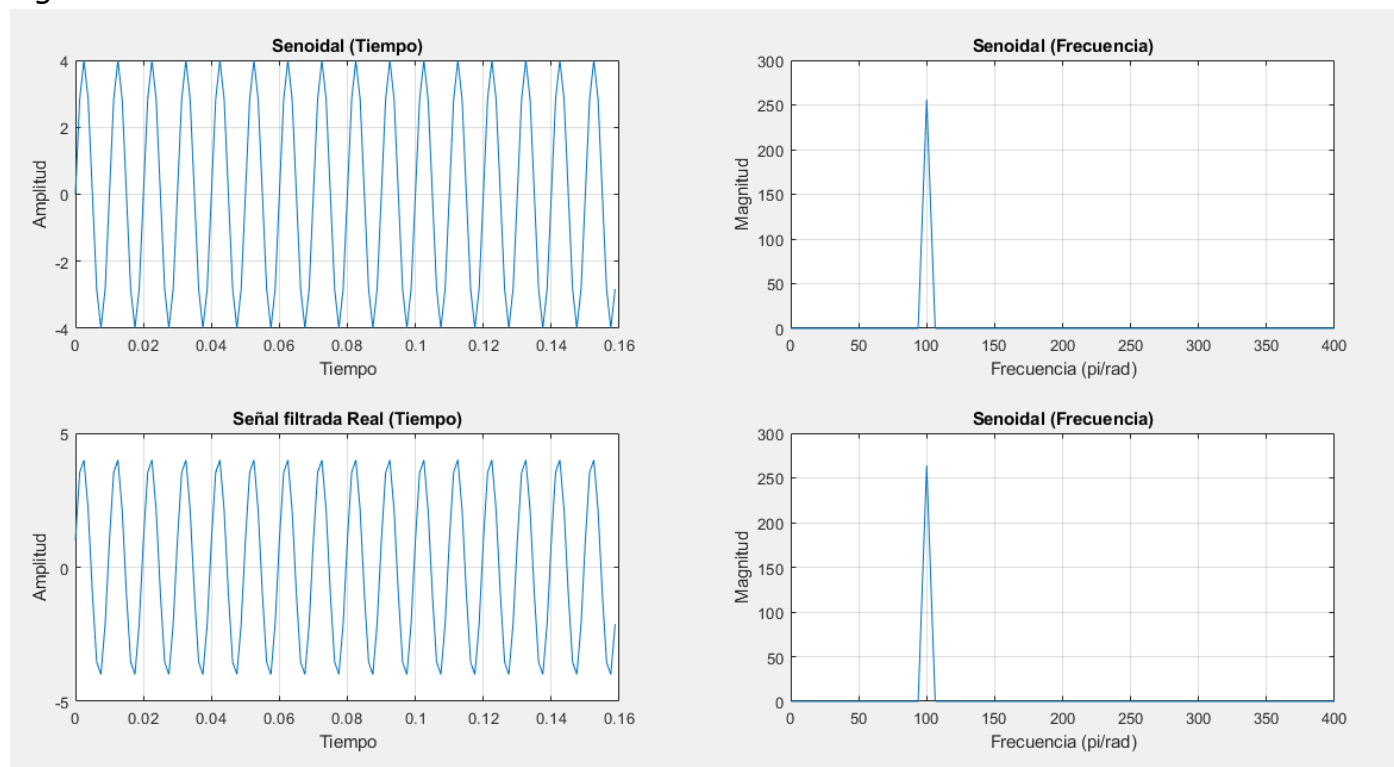 Senoidal (Tiempo)
4
2
0
-2
-4
Amplitud
0 0.02 0.04 0.06 0.08 0.1 0.12 0.14 0.16
Tiempo
Senoidal (Frecuencia)
300
250
200
150
100
50
0
Magnitud
0 50 100 150 200 250 300 350 400
Frecuencia (pi/rad)
Señal filtrada Real (Tiempo)
5
0
-5
Amplitud
0 0.02 0.04 0.06 0.08 0.1 0.12 0.14 0.16
Tiempo
Senoidal (Frecuencia)
300
250
200
150
100
50
0
Magnitud
0 50 100 150 200 250 300 350 400
Frecuencia (pi/rad)